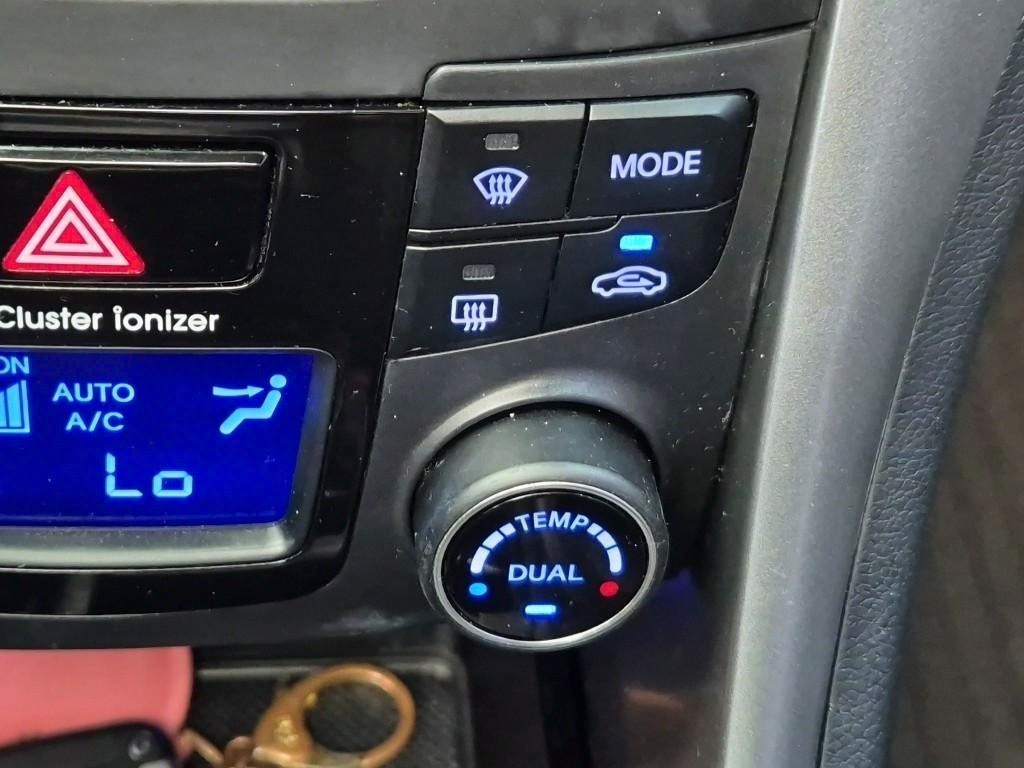 MODE
Cluster ionizer
ON
AUTO
A/C
Lo
TEMP
DUAL